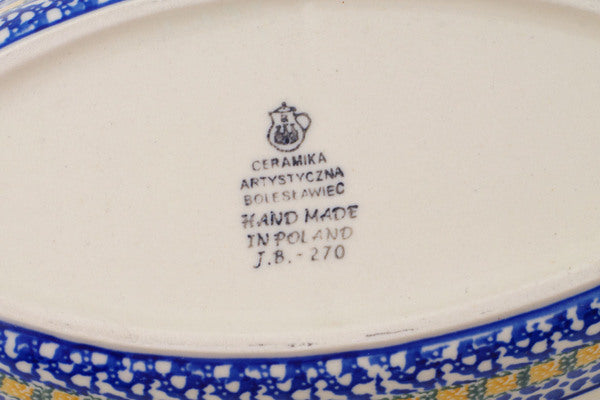 CERAMIKA
ARTYSTYCZNA
BOLESŁAWIEC
HAND MADE
IN POLAND
J.B.-270